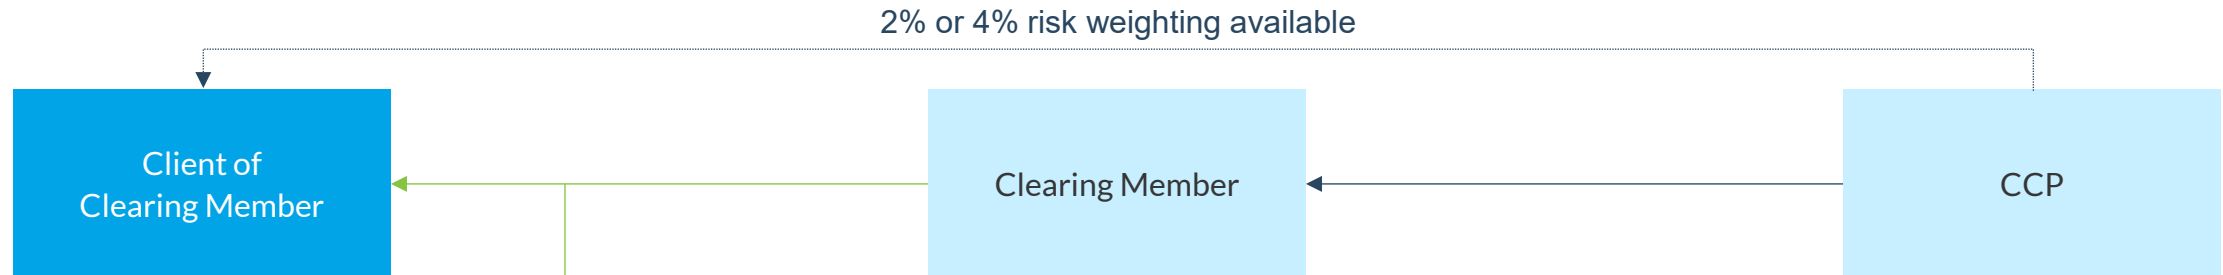 2% or 4% risk weighting available
Client of
Clearing Member
Clearing Member
CCP